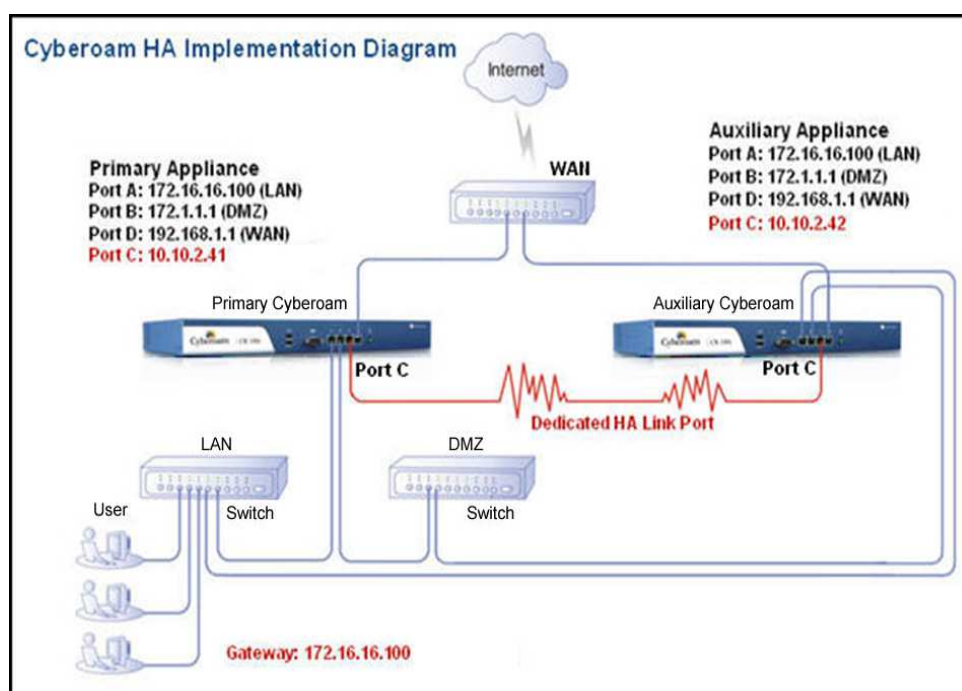 Cyberoam HA Implementation Diagram
Internet
WAN
Primary Appliance
Port A: 172.16.16.100 (LAN)
Port B: 172.1.1.1 (DMZ)
Port D: 192.168.1.1 (WAN)
Port C: 10.10.2.41
Auxiliary Appliance
Port A: 172.16.16.100 (LAN)
Port B: 172.1.1.1 (DMZ)
Port D: 192.168.1.1 (WAN)
Port C: 10.10.2.42
Primary Cyberoam
Auxiliary Cyberoam
Cyberoam
Cyberoam
Port C
Port C
Dedicated HA Link Port
LAN
DMZ
User
Switch
Switch
Gateway: 172.16.16.100